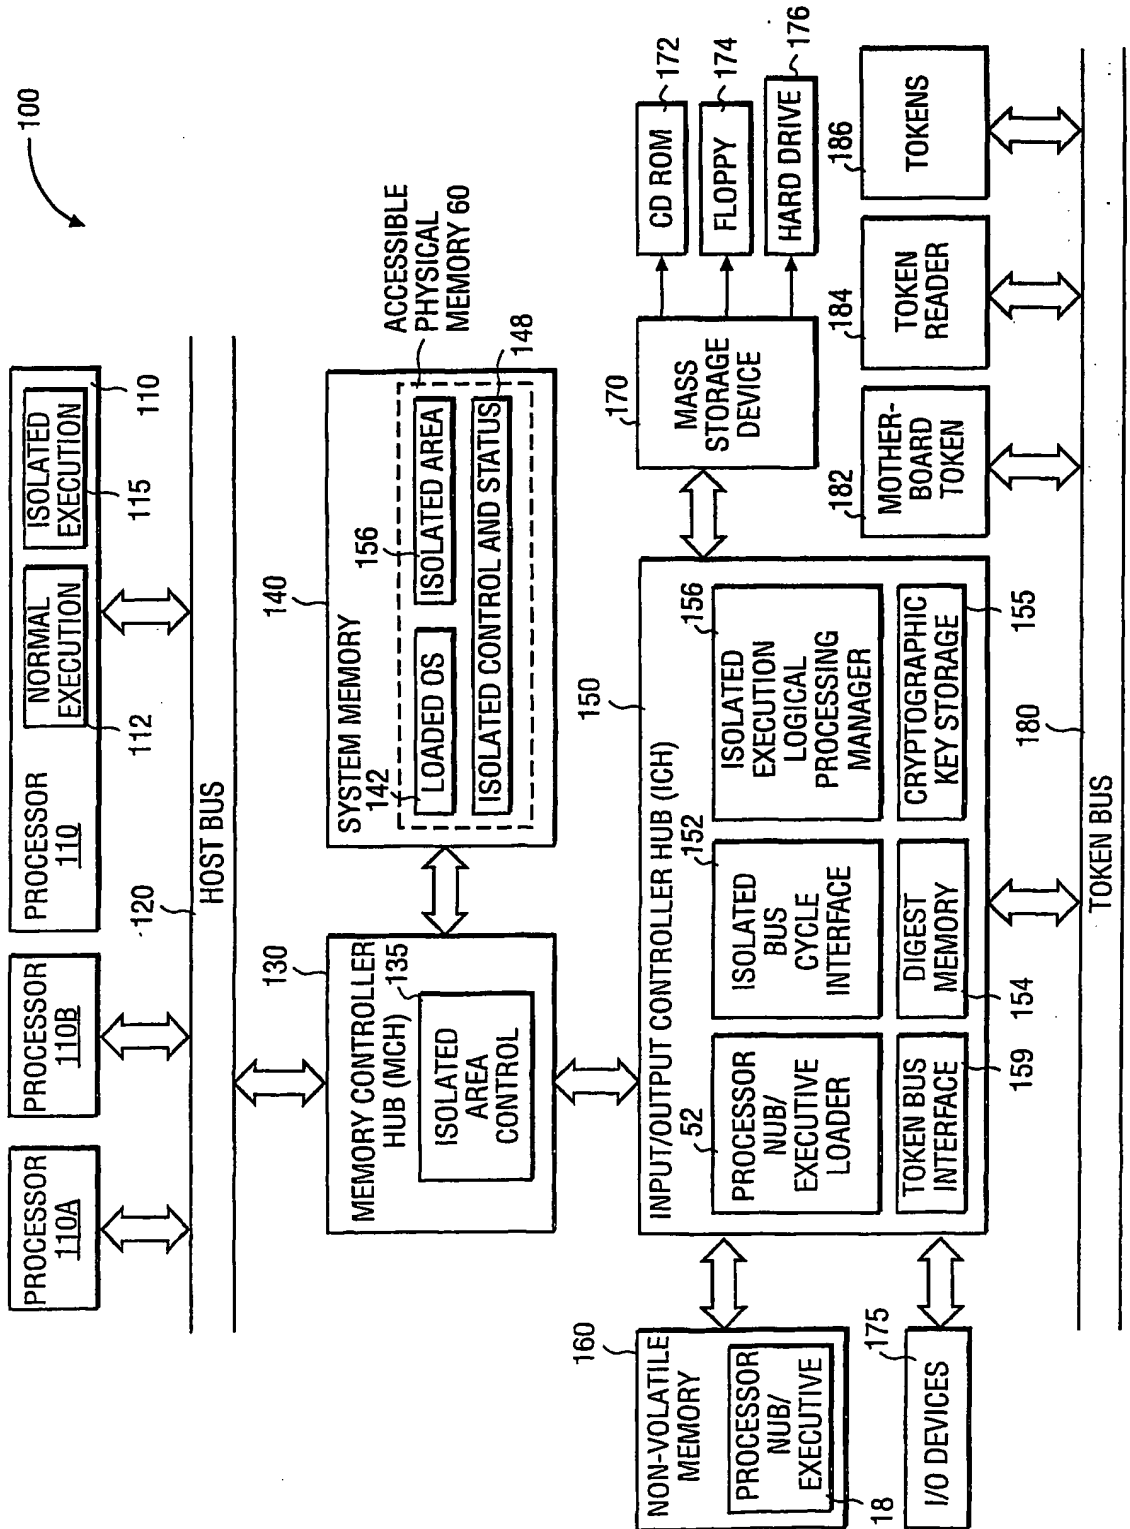 100
PROCESSOR
110A
PROCESSOR
110B
PROCESSOR
110
NORMAL
EXECUTION
112
ISOLATED
EXECUTION
115
110
120
HOST BUS
MEMORY CONTROLLER
HUB (MCH)
130
135
ISOLATED
AREA
CONTROL
140
SYSTEM MEMORY
142
LOADED OS
156
ISOLATED AREA
ISOLATED CONTROL AND STATUS
148
ACCESSIBLE
PHYSICAL
MEMORY 60
160
NON-VOLATILE
MEMORY
PROCESSOR
NUB/
EXECUTIVE
18
175
I/O DEVICES
150
INPUT/OUTPUT CONTROLLER HUB (ICH)
52
PROCESSOR
NUB/
EXECUTIVE
LOADER
152
ISOLATED
BUS
CYCLE
INTERFACE
156
ISOLATED
EXECUTION
LOGICAL
PROCESSING
MANAGER
TOKEN BUS
INTERFACE
159
DIGEST
MEMORY
154
CRYPTOGRAPHIC
KEY STORAGE
155
170
MASS
STORAGE
DEVICE
CD ROM
172
FLOPPY
174
HARD DRIVE
176
182
MOTHER-
BOARD
TOKEN
184
TOKEN
READER
186
TOKENS
180
TOKEN BUS